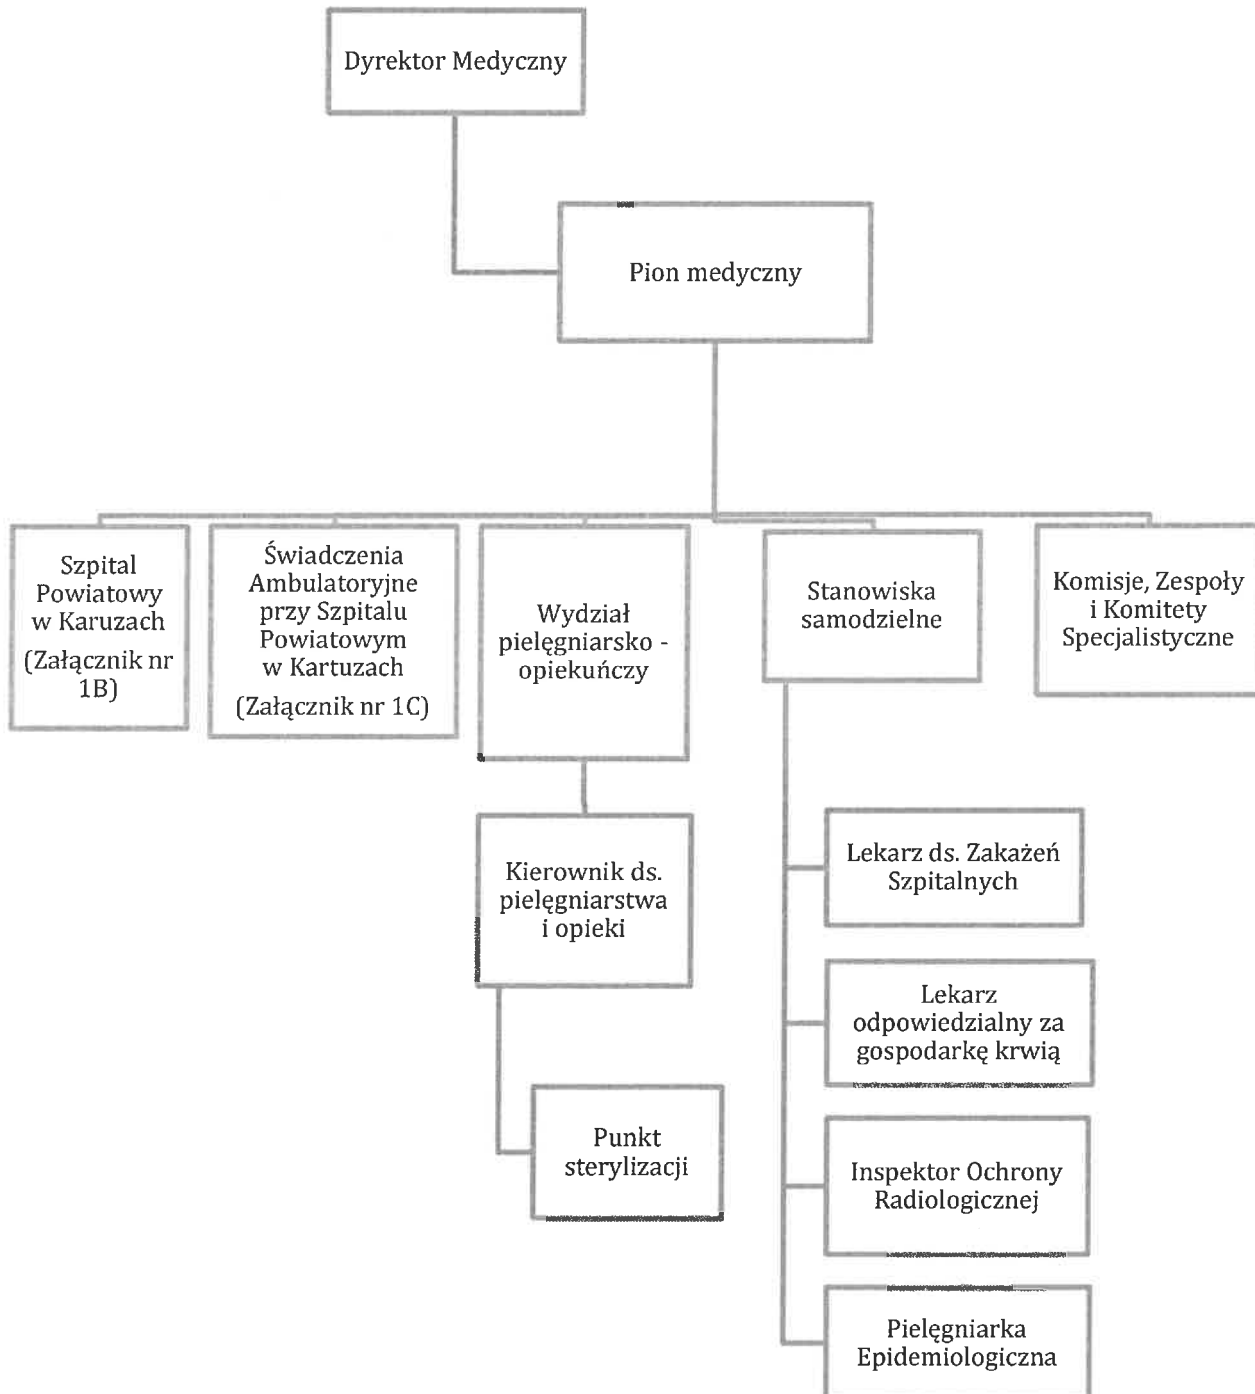 Dyrektor Medyczny
Pion medyczny
Szpital
Powiatowy
w Karuzach
(Załącznik nr
1B)
Świadczenia
Ambulatoryjne
przy Szpitalu
Powiatowym
w Kartuzach
(Załącznik nr 1C)
Wydział
pielęgniarsko -
opiekuńczy
Stanowiska
samodzielne
Komisje, Zespoły
i Komitety
Specjalistyczne
Kierownik ds.
pielęgniarstwa
i opieki
Punkt
sterylizacji
Lekarz ds. Zakażeń
Szpitalnych
Lekarz
odpowiedzialny za
gospodarkę krwią
Inspektor Ochrony
Radiologicznej
Pielęgniarka
Epidemiologiczna